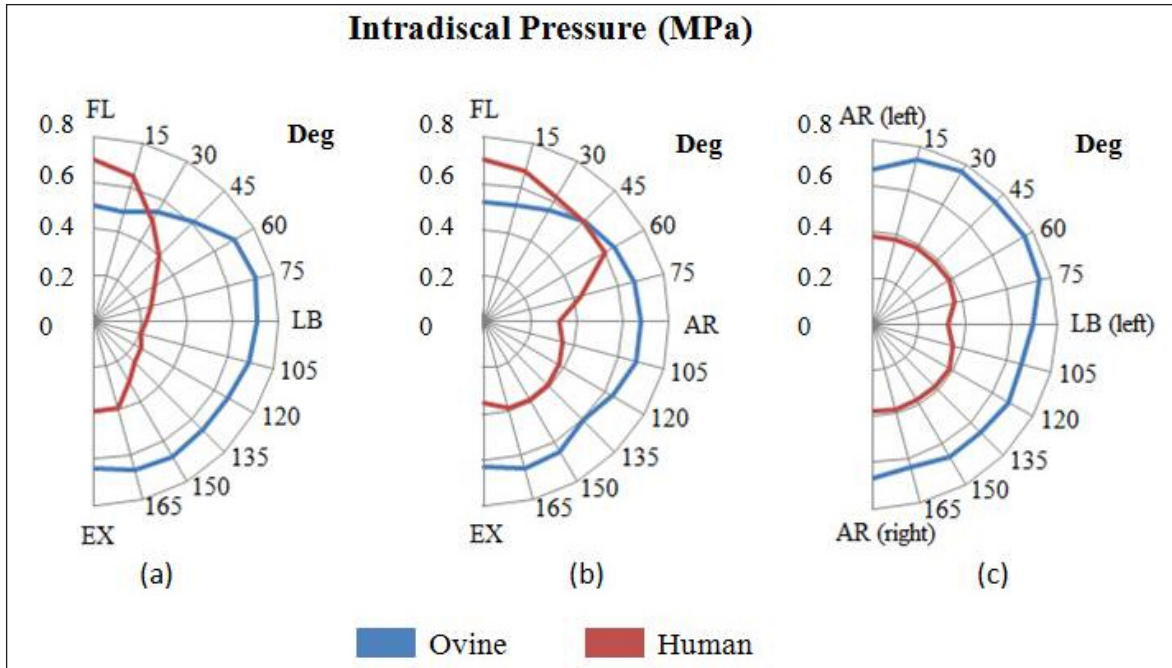 Intradiscal Pressure (MPa)
FL
0.8
0.6
0.4
0.2
0
15
30
45
60
75
LB
105
120
135
150
165
EX
Deg
(a)
FL
0.8
0.6
0.4
0.2
0
15
30
45
60
75
AR
105
120
135
150
165
EX
Deg
(b)
AR (left)
0.8
0.6
0.4
0.2
0
15
30
45
60
75
LB (left)
105
120
135
150
165
AR (right)
Deg
(c)
Ovine
Human